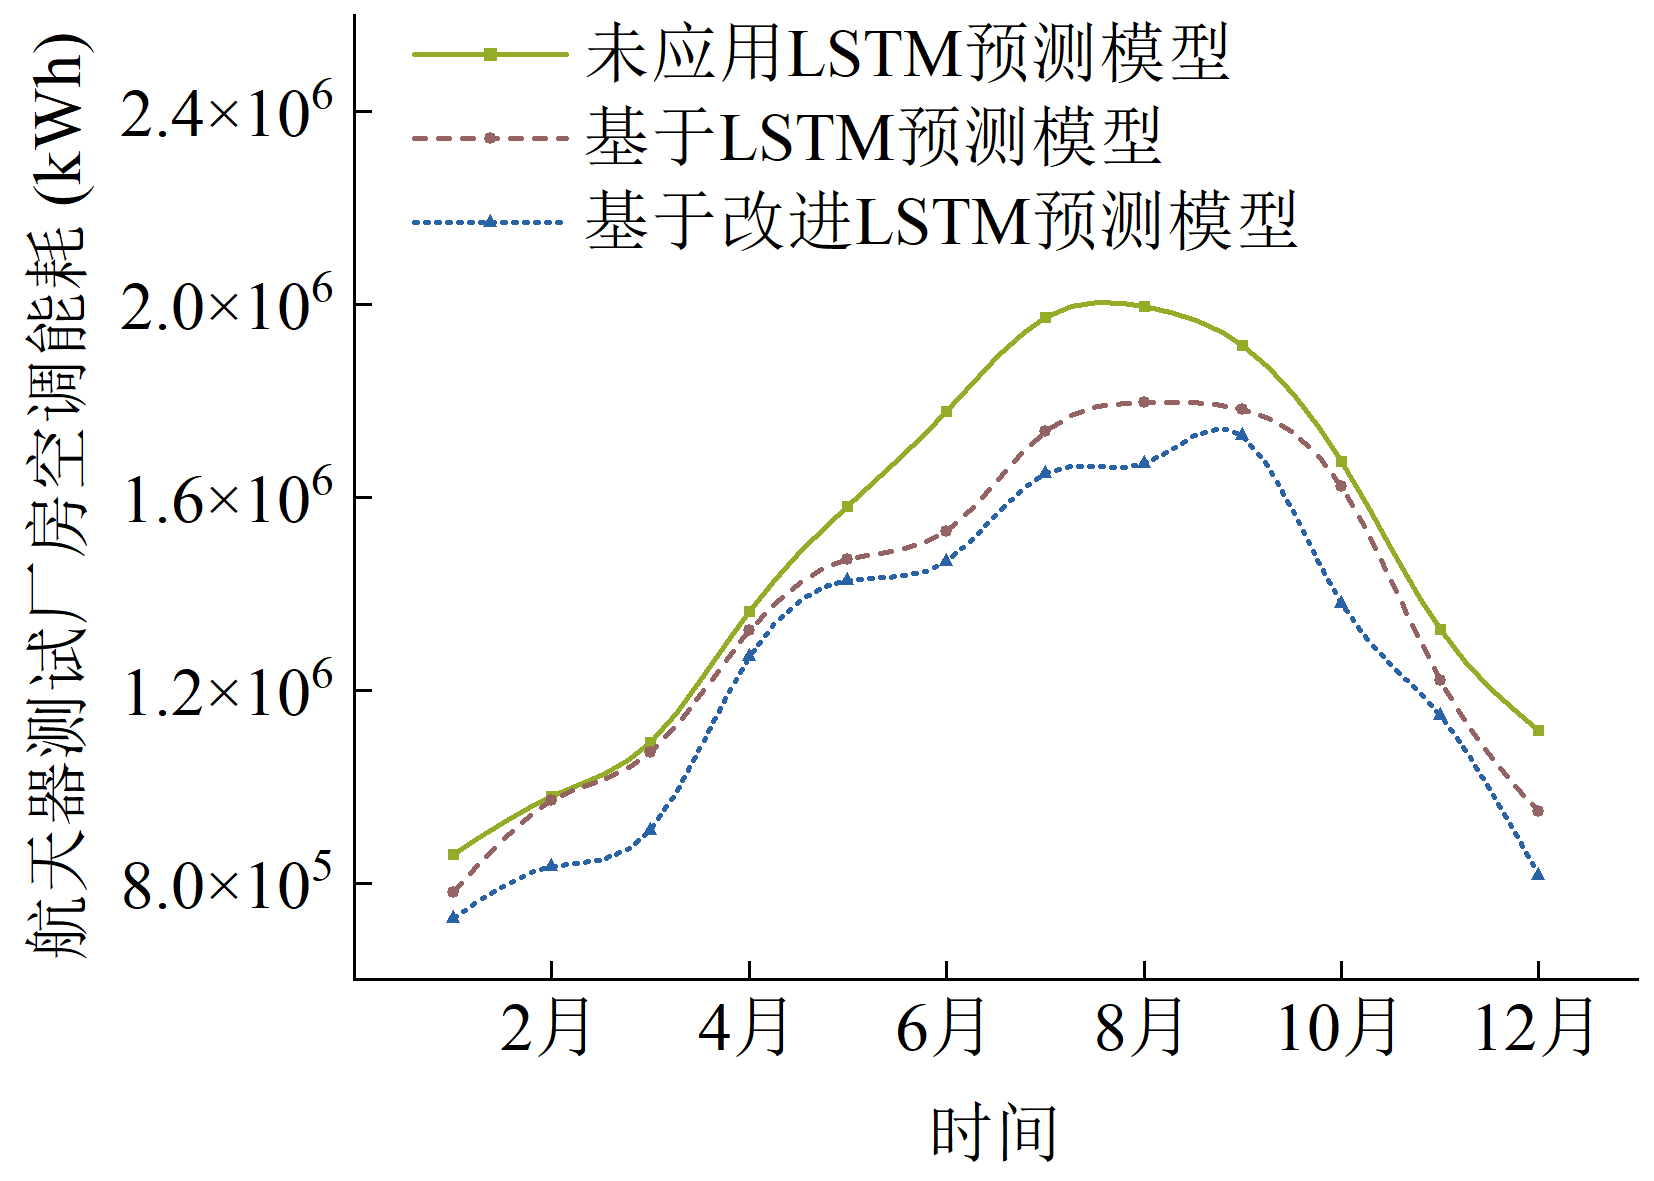 未应用LSTM预测模型
基于LSTM预测模型
基于改进LSTM预测模型
航天器测试厂房空调能耗 (kWh)
2.4×10⁶
2.0×10⁶
1.6×10⁶
1.2×10⁶
8.0×10⁵
2月
4月
6月
8月
10月
12月
时间